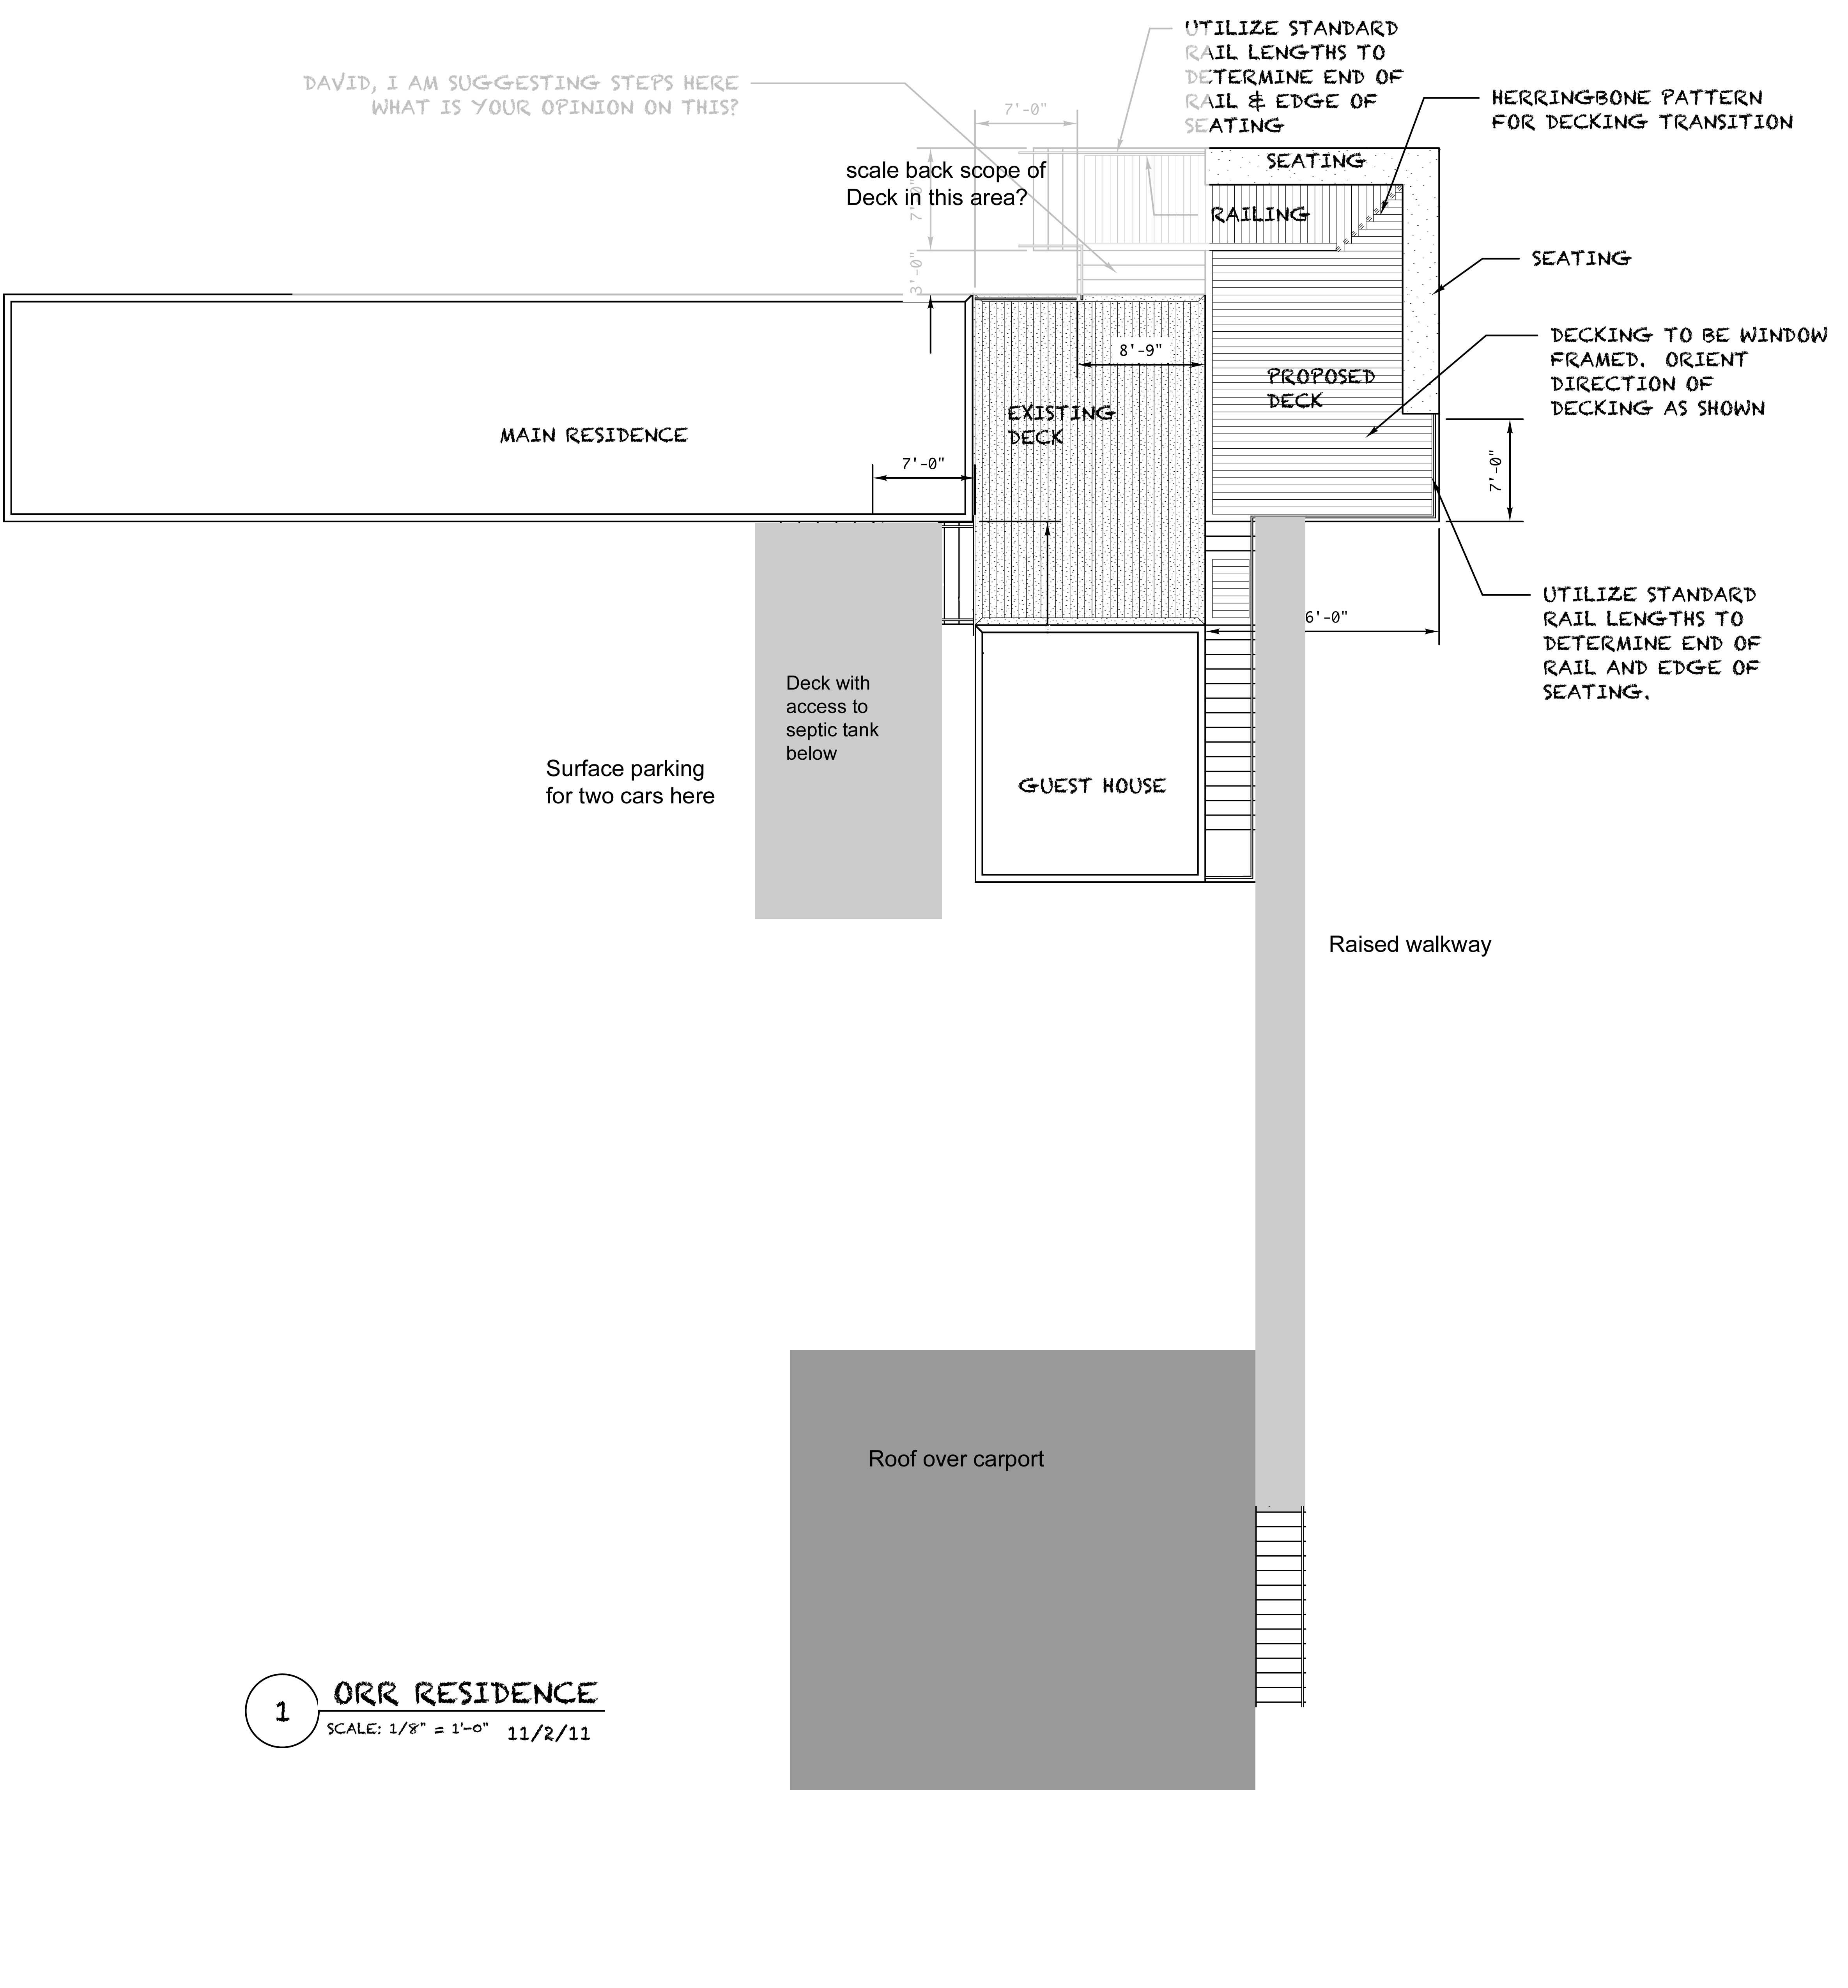 UTILIZE STANDARD
RAIL LENGTHS TO
DETERMINE END OF
RAIL & EDGE OF
SEATING
DAVID, I AM SUGGESTING STEPS HERE
WHAT IS YOUR OPINION ON THIS?
7'-0"
HERRINGBONE PATTERN
FOR DECKING TRANSITION
scale back scope of
Deck in this area?
7'-0"
SEATING
RAILING
3'-0"
SEATING
8'-9"
DECKING TO BE WINDOW
FRAMED. ORIENT
DIRECTION OF
DECKING AS SHOWN
PROPOSED
DECK
EXISTING
DECK
MAIN RESIDENCE
7'-0"
7'-0"
6'-0"
UTILIZE STANDARD
RAIL LENGTHS TO
DETERMINE END OF
RAIL AND EDGE OF
SEATING.
Deck with
access to
septic tank
below
Surface parking
for two cars here
GUEST HOUSE
Raised walkway
Roof over carport
1
ORR RESIDENCE
SCALE: 1/8" = 1'-0" 11/2/11